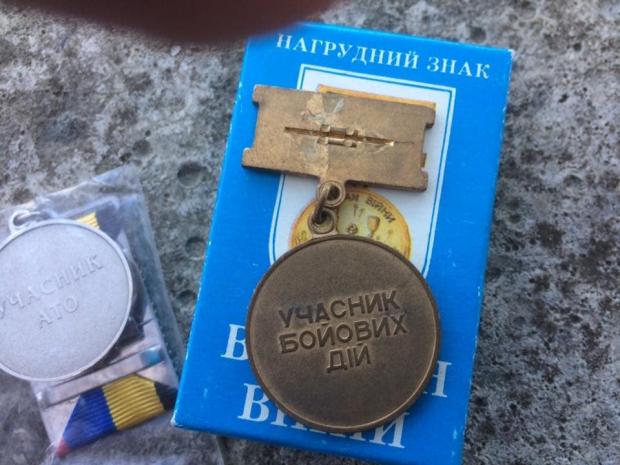 НАГРУДНИЙ ЗНАК
УЧАСНИК
БОЙОВИХ
ДІЙ
УЧАСНИК
АТО
ВІЙНИ